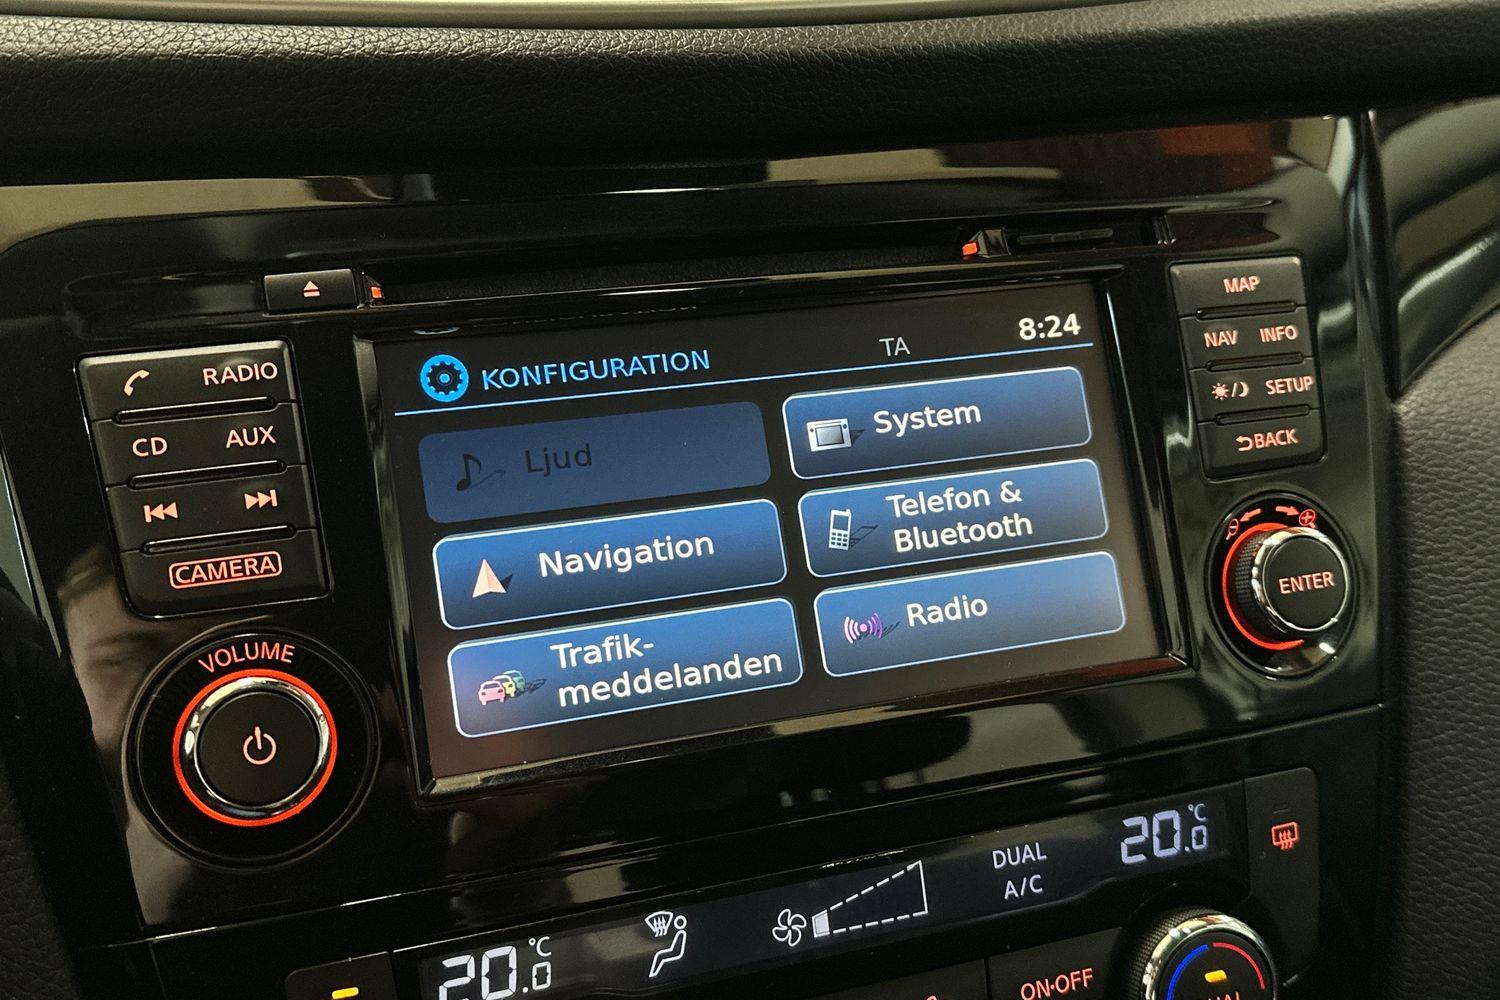 RADIO
CD AUX
CAMERA
VOLUME
KONFIGURATION TA 8:24
Ljud
System
Navigation
Telefon &
Bluetooth
Trafik-
meddelanden
Radio
MAP
NAV INFO
SETUP
BACK
ENTER
20.0 °C
DUAL
A/C
20.0 °C
ON·OFF